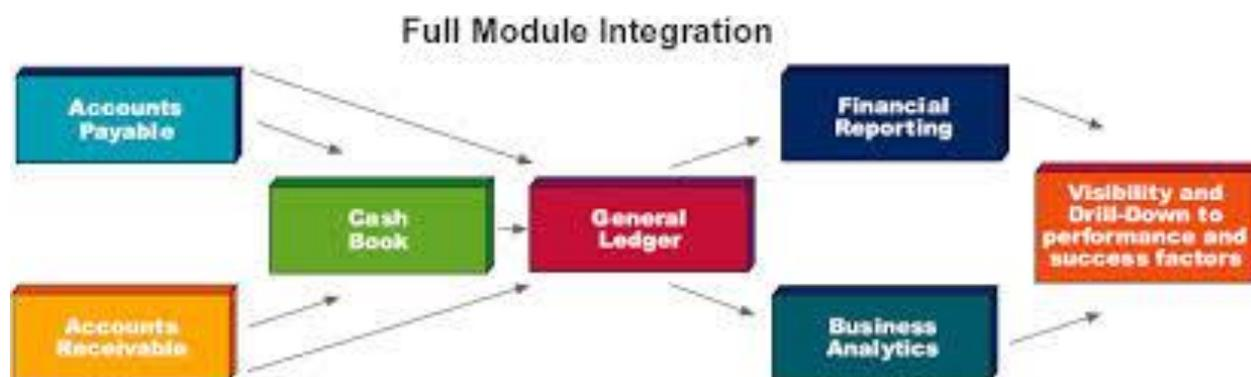 Full Module Integration
Accounts
Payable
Financial
Reporting
Cash
Book
General
Ledger
Visibility and
Drill-Down to
performance and
success factors
Accounts
Receivable
Business
Analytics